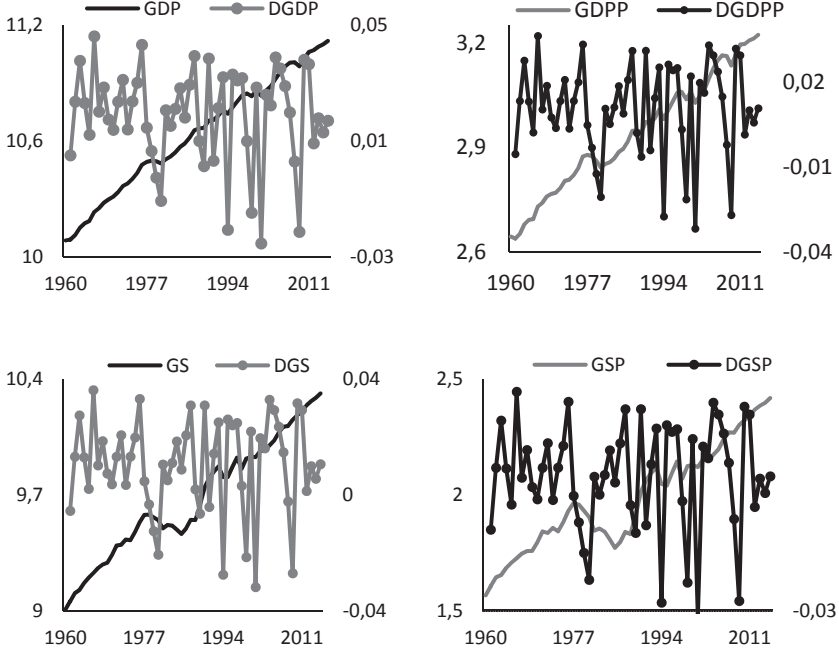 GDP DGDP
11,2 0,05
10,6 0,01
10 -0,03
1960 1977 1994 2011
GDPP DGDPP
3,2 0,02
2,9 -0,01
2,6 -0,04
1960 1977 1994 2011
GS DGS
10,4 0,04
9,7 0
9 -0,04
1960 1977 1994 2011
GSP DGSP
2,5
2
1,5 -0,03
1960 1977 1994 2011